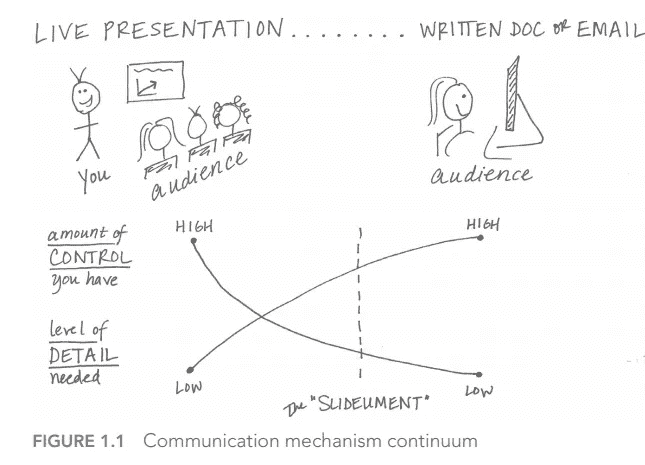 LIVE PRESENTATION........ WRITTEN DOC or EMAIL
you
audience
audience
amount of
CONTROL
you have
HIGH
HIGH
level of
DETAIL
needed
LOW
LOW
The "SLIDEUMENT"
FIGURE 1.1 Communication mechanism continuum